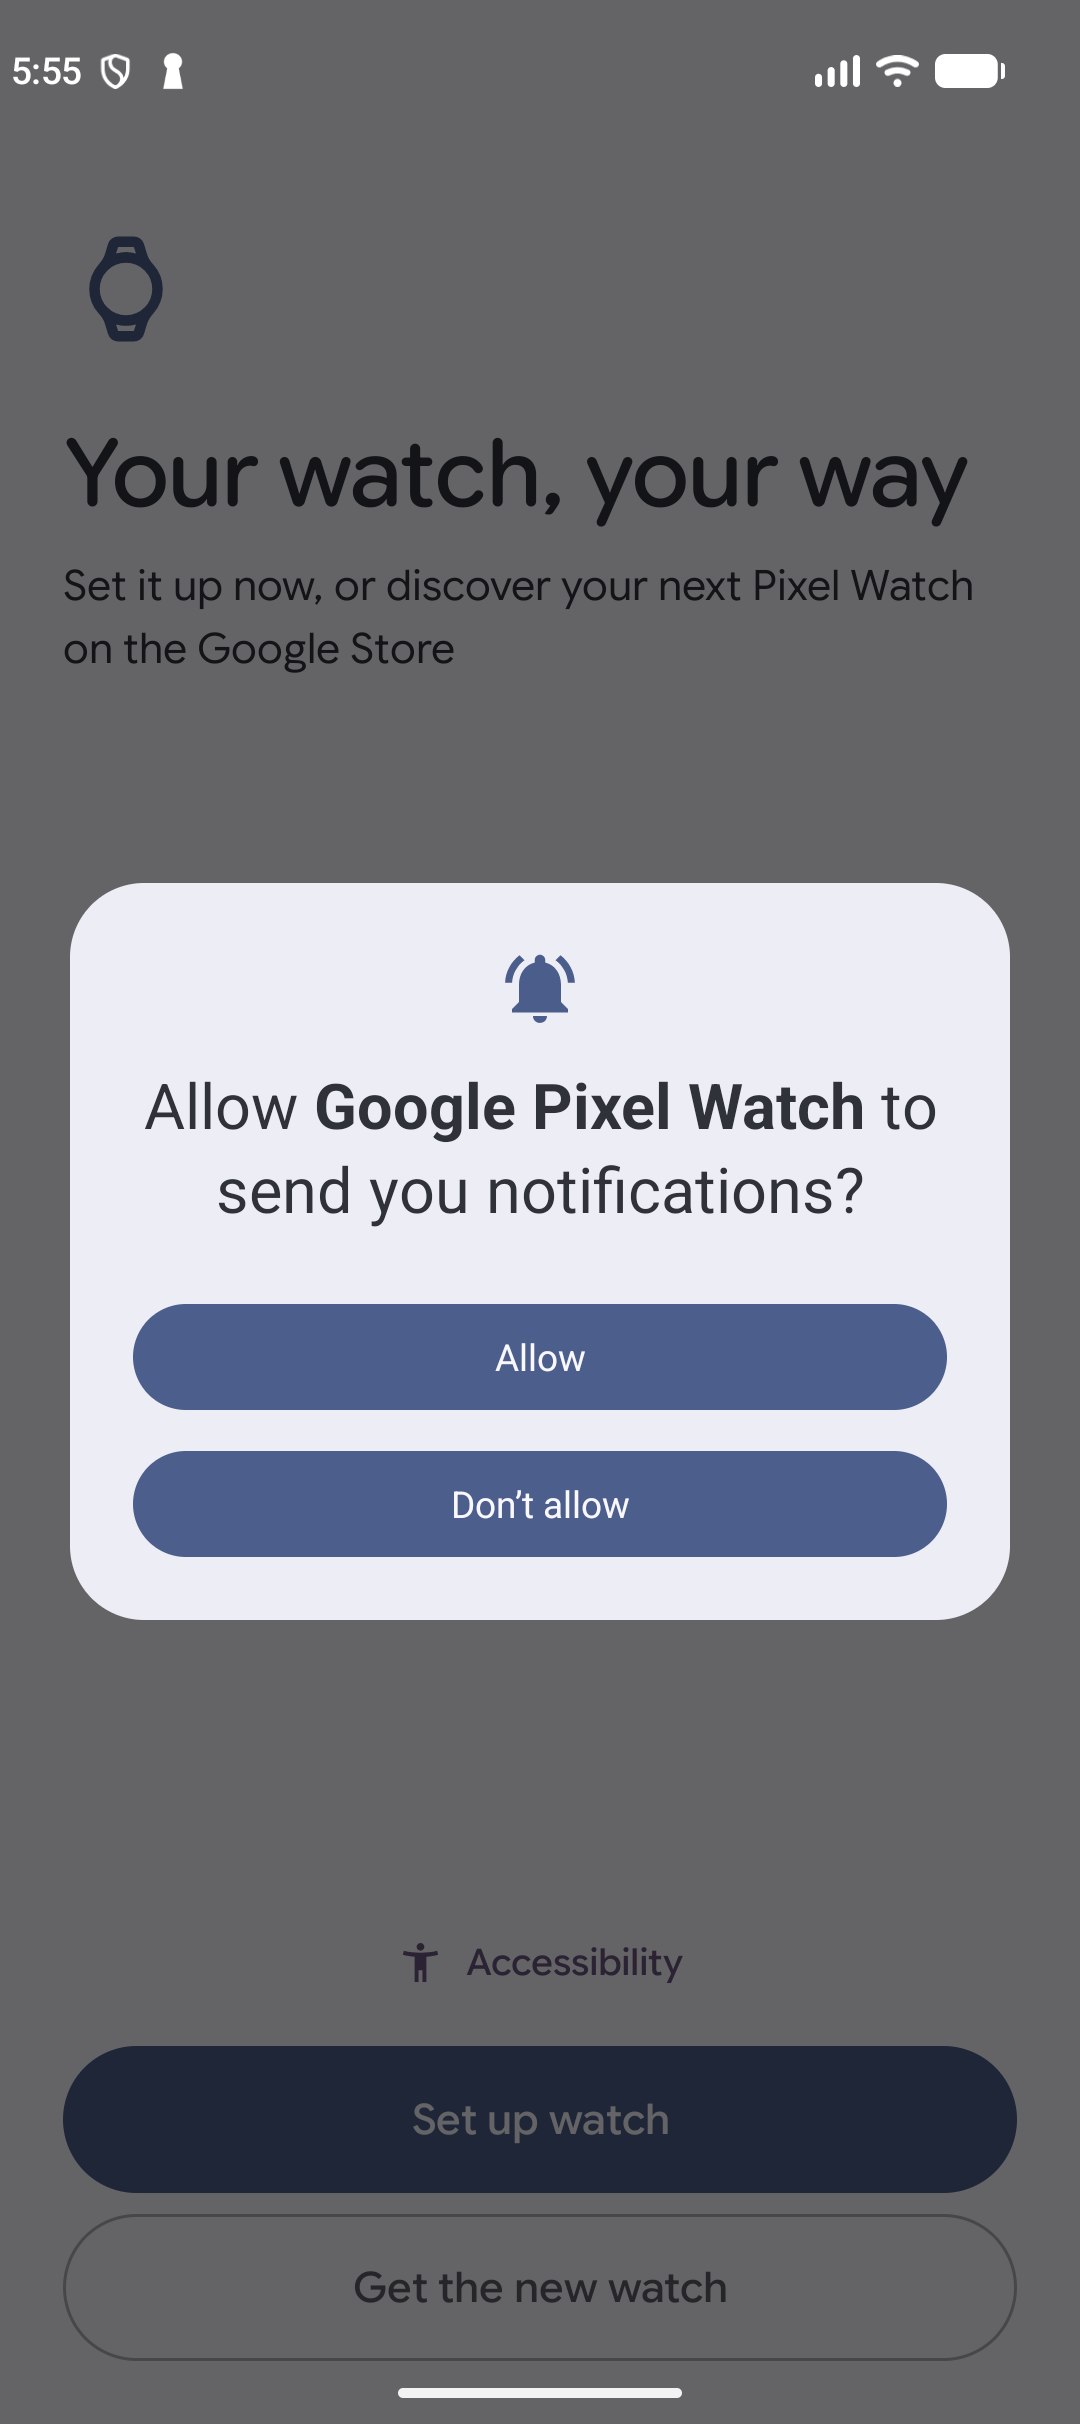 5:55
Your watch, your way
Set it up now, or discover your next Pixel Watch
on the Google Store
Allow Google Pixel Watch to
send you notifications?
Allow
Don’t allow
Accessibility
Set up watch
Get the new watch